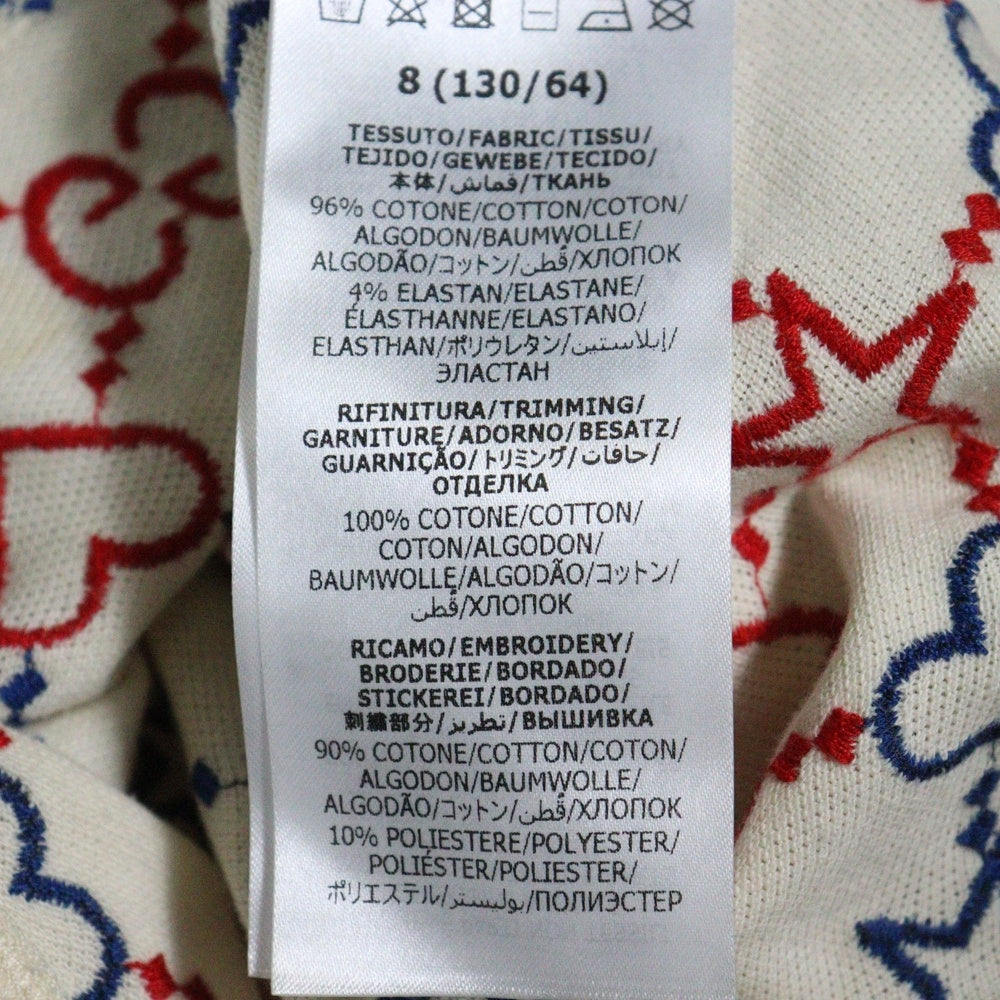 8 (130/64)
TESSUTO/FABRIC/TISSU/
TEJIDO/GEWEBE/TECIDO/
本体/قماش/ТКАНЬ
96% COTONE/COTTON/COTON/
ALGODON/BAUMWOLLE/
ALGODÃO/コットン/قُطن/ХЛОПОК
4% ELASTAN/ELASTANE/
ÉLASTHANNE/ELASTANO/
ELASTHAN/ポリウレタン/إيلاستين/
ЭЛАСТАН
RIFINITURA/TRIMMING/
GARNITURE/ADORNO/BESATZ/
GUARNIÇÃO/トリミング/حافات/
ОТДЕЛКА
100% COTONE/COTTON/
COTON/ALGODON/
BAUMWOLLE/ALGODÃO/コットン/
قُطن/ХЛОПОК
RICAMO/EMBROIDERY/
BRODERIE/BORDADO/
STICKEREI/BORDADO/
刺繍部分/تطريز/ВЫШИВКА
90% COTONE/COTTON/COTON/
ALGODON/BAUMWOLLE/
ALGODÃO/コットン/قُطن/ХЛОПОК
10% POLIESTERE/POLYESTER/
POLIÉSTER/POLIESTER/
ポリエステル/بوليستر/ПОЛИЭСТЕР